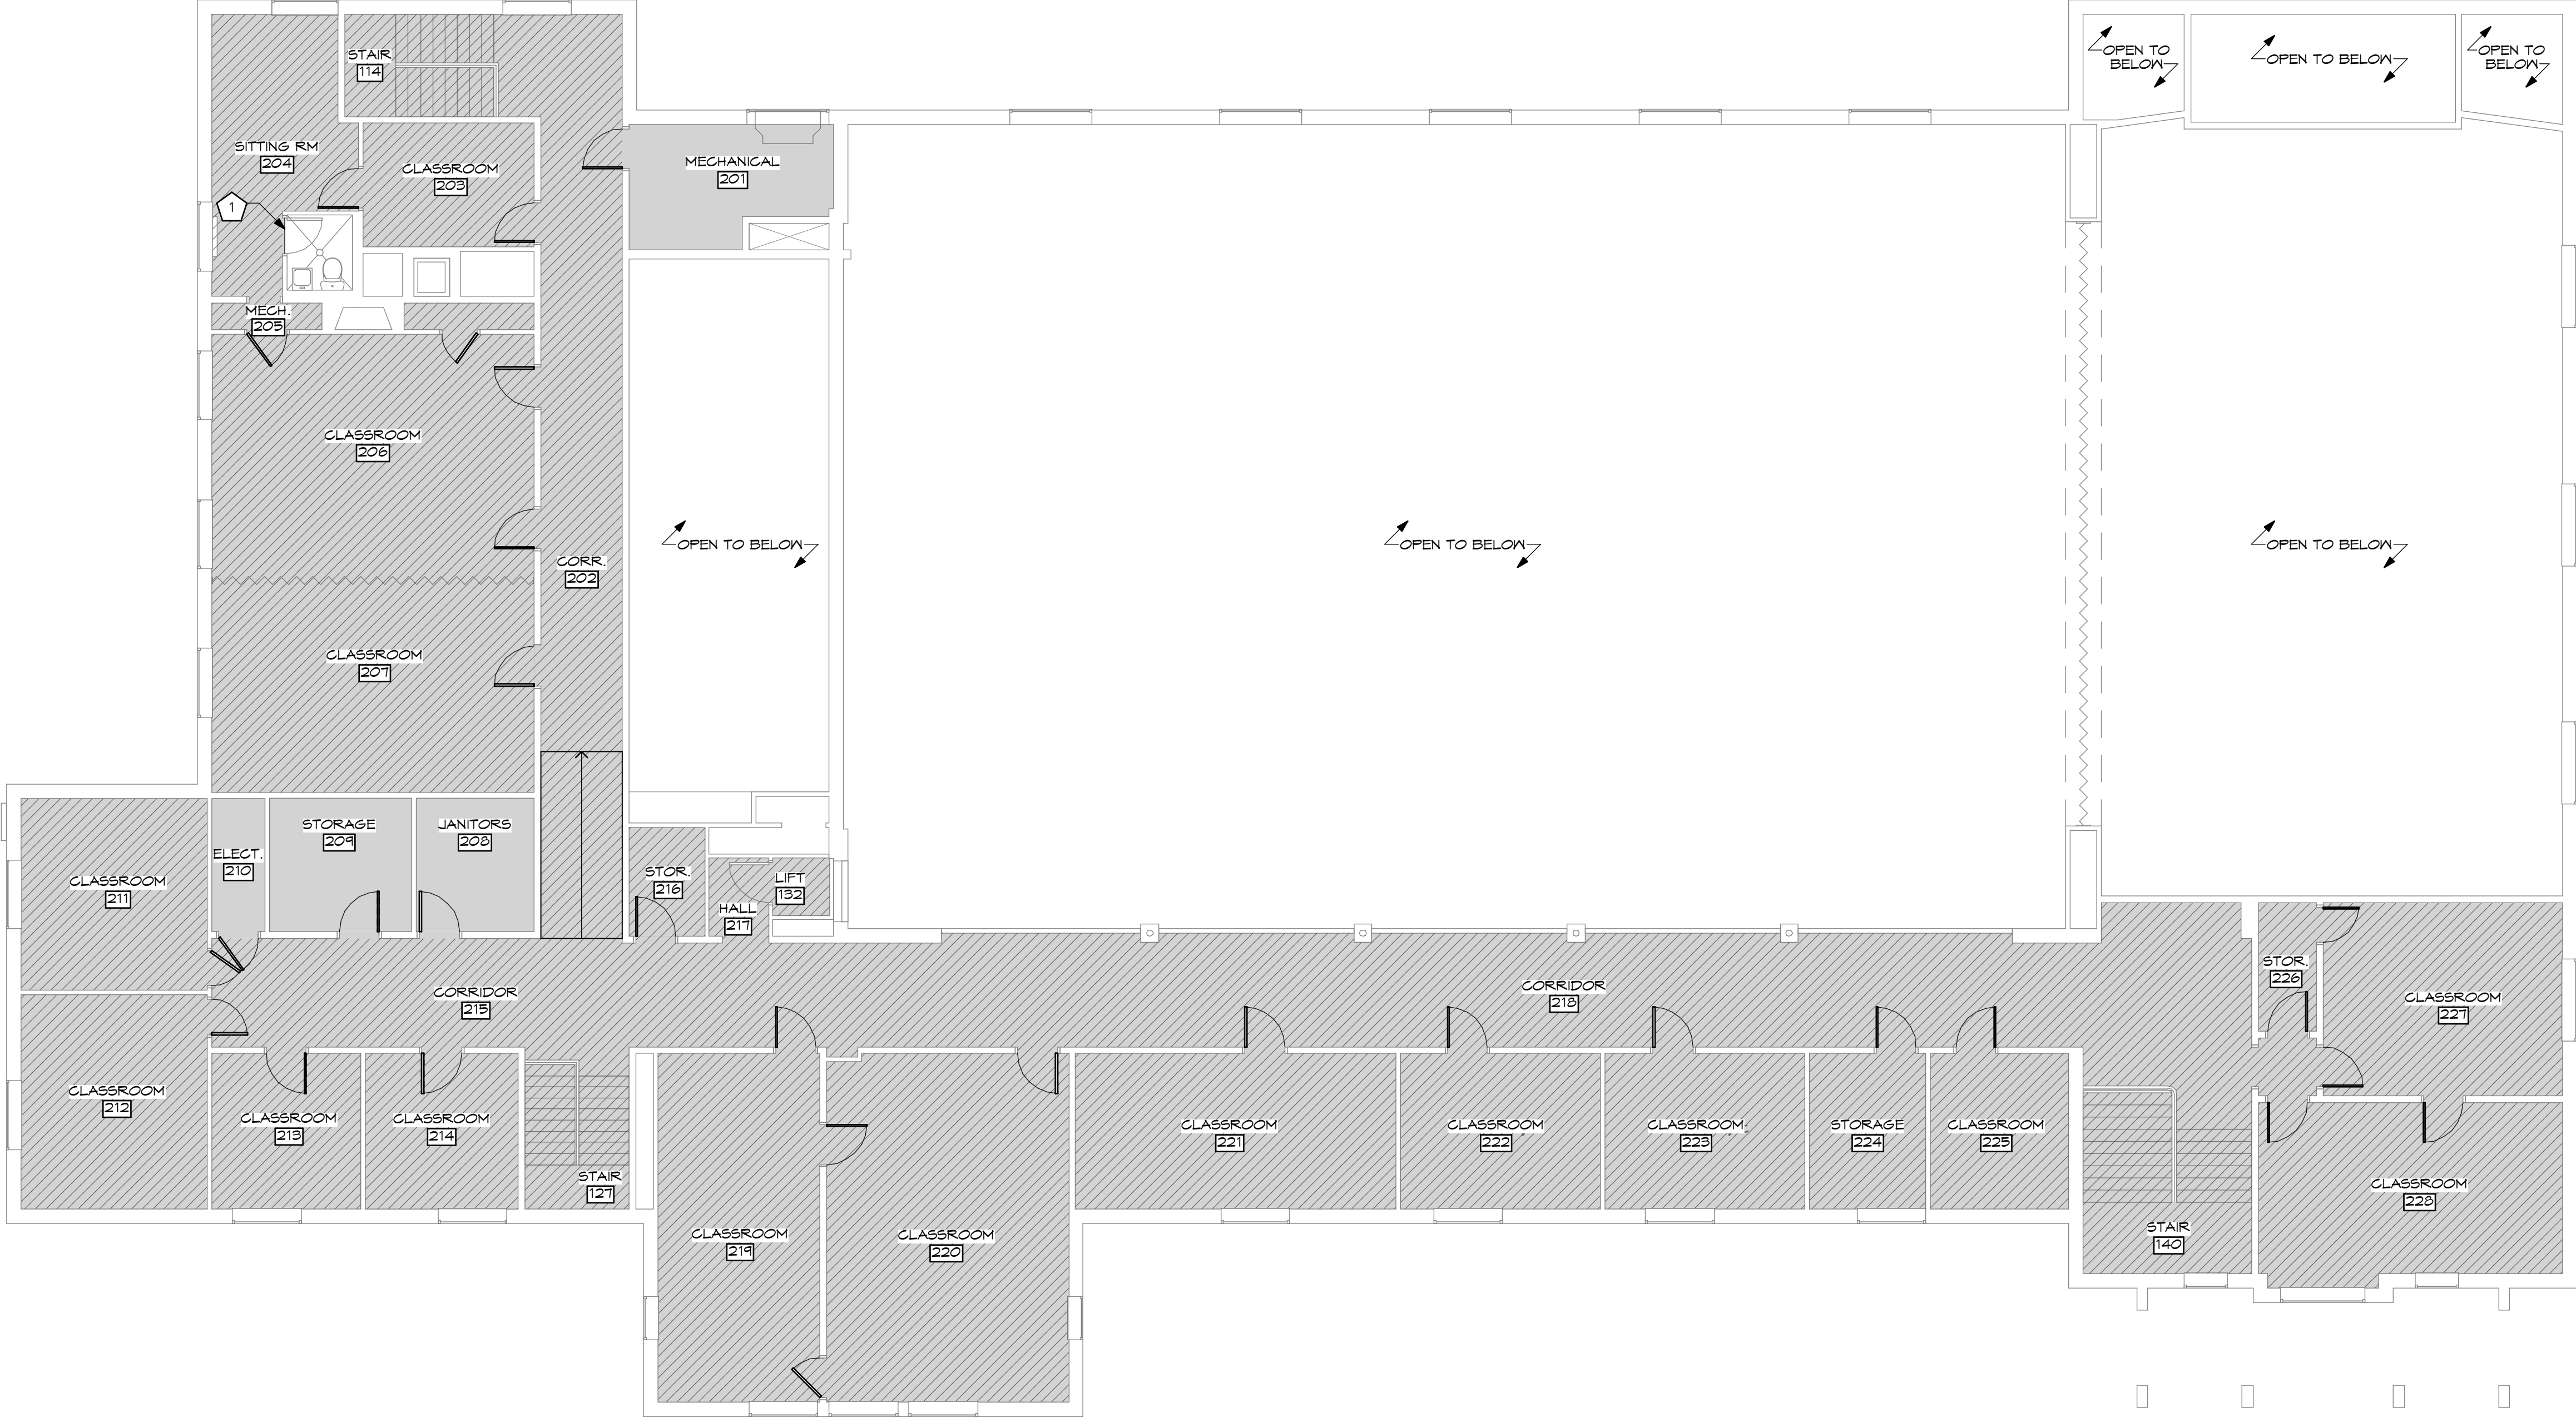 STAIR
114
OPEN TO
BELOW
OPEN TO BELOW
OPEN TO
BELOW
SITTING RM
204
CLASSROOM
203
MECHANICAL
201
1
MECH.
205
CLASSROOM
206
CORR.
202
OPEN TO BELOW
OPEN TO BELOW
OPEN TO BELOW
CLASSROOM
207
STORAGE
209
JANITORS
208
ELECT.
210
CLASSROOM
211
STOR.
216
LIFT
132
HALL
217
CORRIDOR
215
CORRIDOR
218
STOR.
226
CLASSROOM
227
CLASSROOM
212
CLASSROOM
213
CLASSROOM
214
STAIR
127
CLASSROOM
221
CLASSROOM
222
CLASSROOM
223
STORAGE
224
CLASSROOM
225
CLASSROOM
228
CLASSROOM
219
CLASSROOM
220
STAIR
140